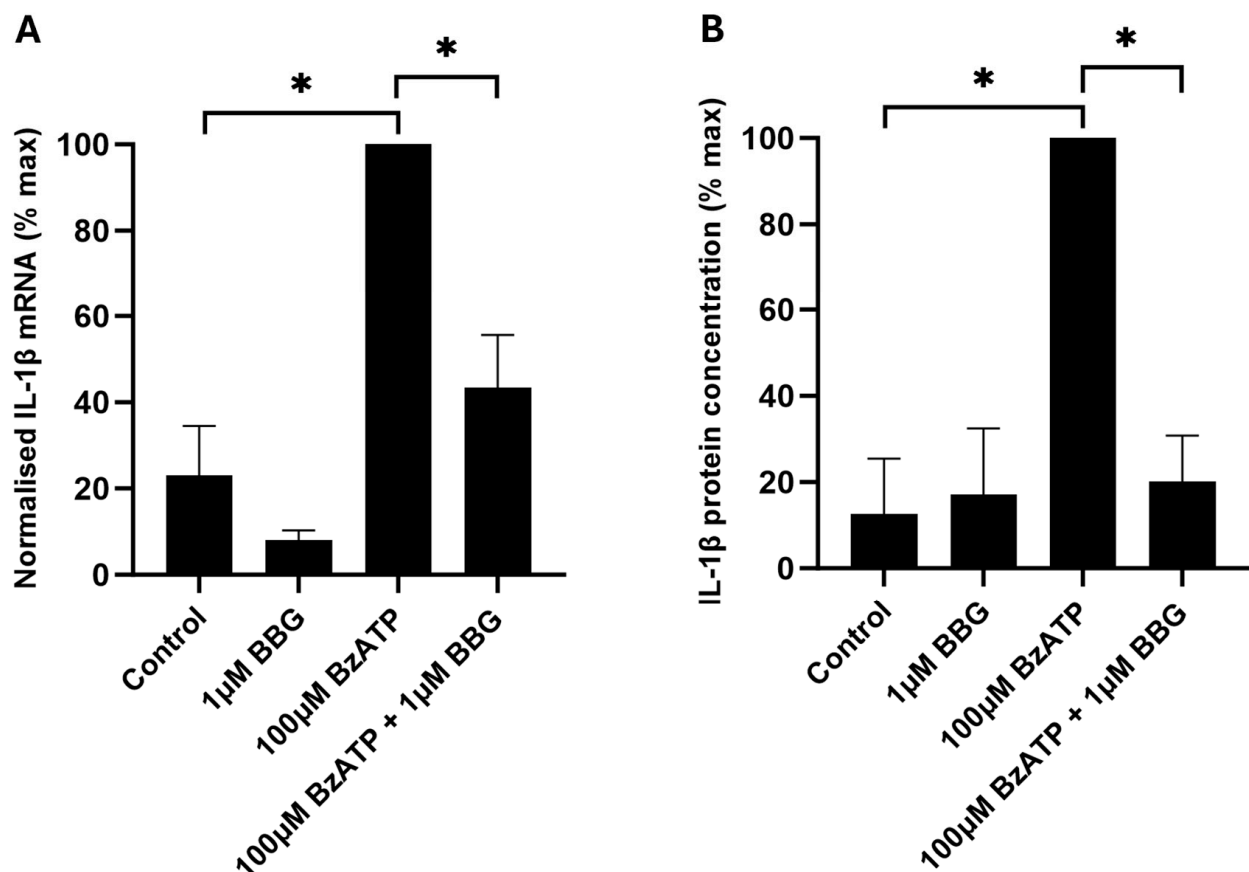 A
*
*
Normalised IL-1β mRNA (% max)
100
80
60
40
20
0
Control
1µM BBG
100µM BzATP
100µM BzATP + 1µM BBG
B
*
*
IL-1β protein concentration (% max)
100
80
60
40
20
0
Control
1µM BBG
100µM BzATP
100µM BzATP + 1µM BBG